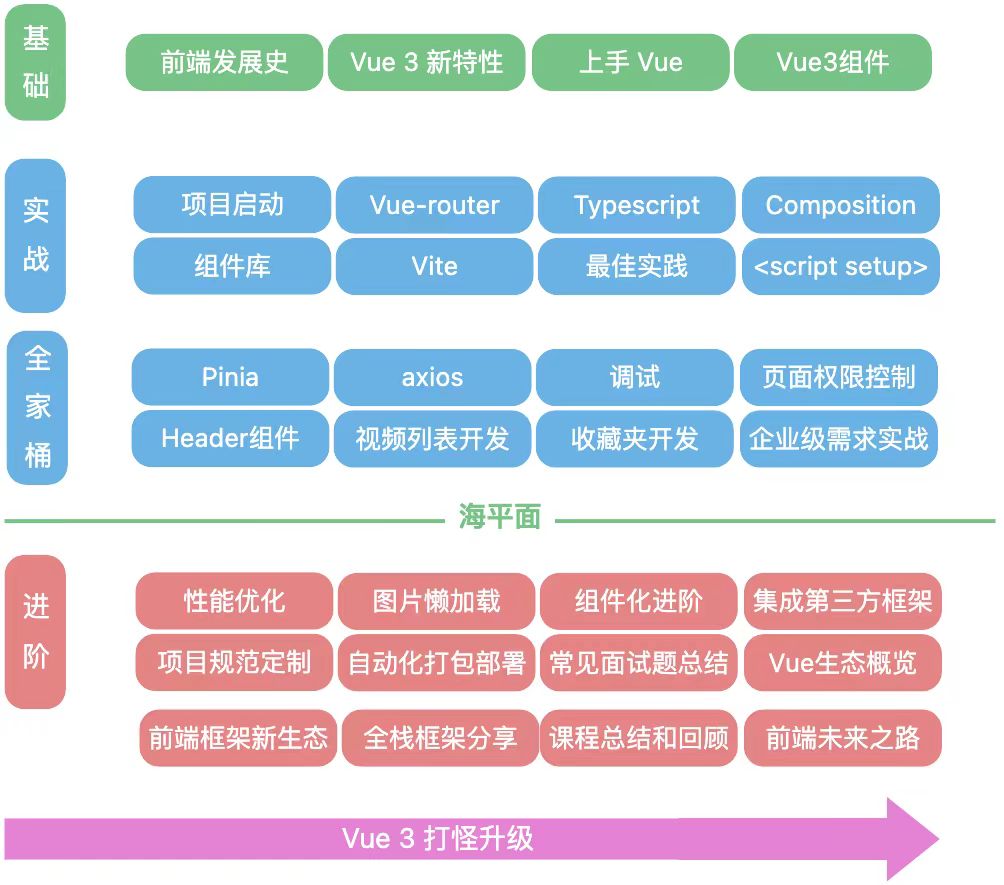 基础
前端发展史 Vue 3 新特性 上手 Vue Vue3组件
实战
项目启动 Vue-router Typescript Composition
组件库 Vite 最佳实践 <script setup>
全家桶
Pinia axios 调试 页面权限控制
Header组件 视频列表开发 收藏夹开发 企业级需求实战
海平面
进阶
性能优化 图片懒加载 组件化进阶 集成第三方框架
项目规范定制 自动化打包部署 常见面试题总结 Vue生态概览
前端框架新生态 全栈框架分享 课程总结和回顾 前端未来之路
Vue 3 打怪升级